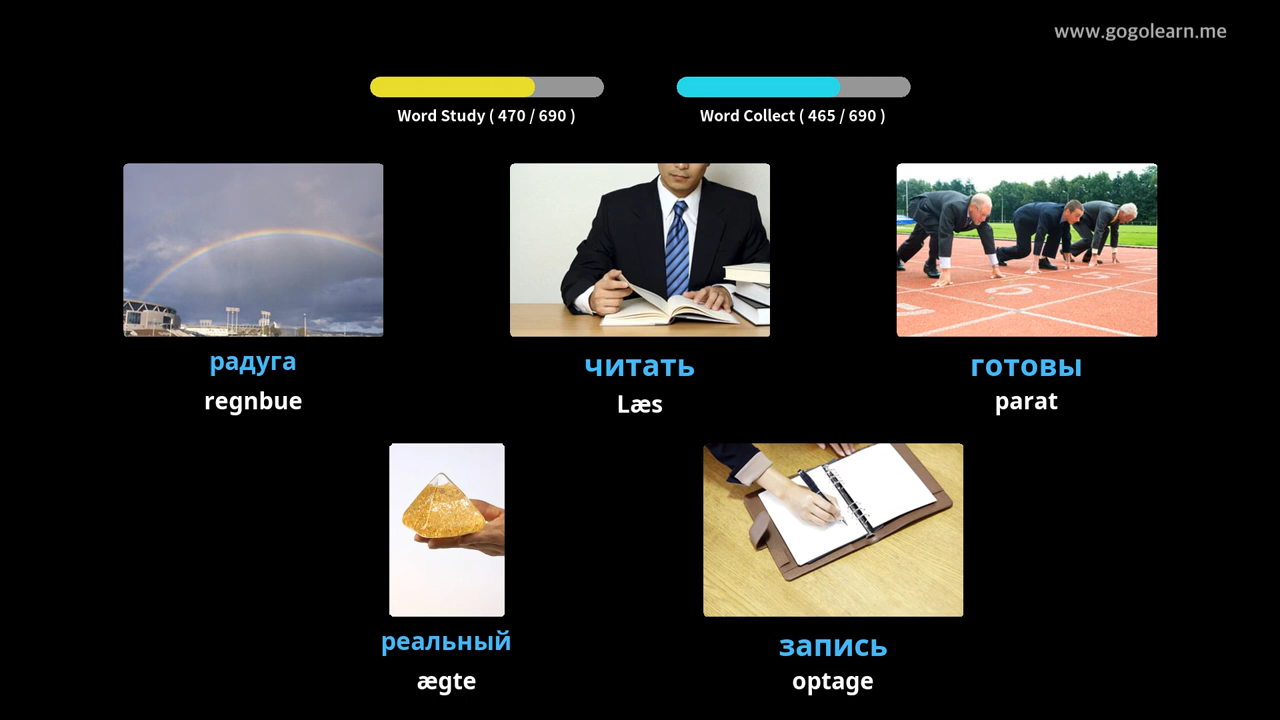 www.gogolearn.me
Word Study ( 470 / 690 )
Word Collect ( 465 / 690 )
радуга
regnbue
читать
Læs
готовы
parat
реальный
ægte
запись
optage